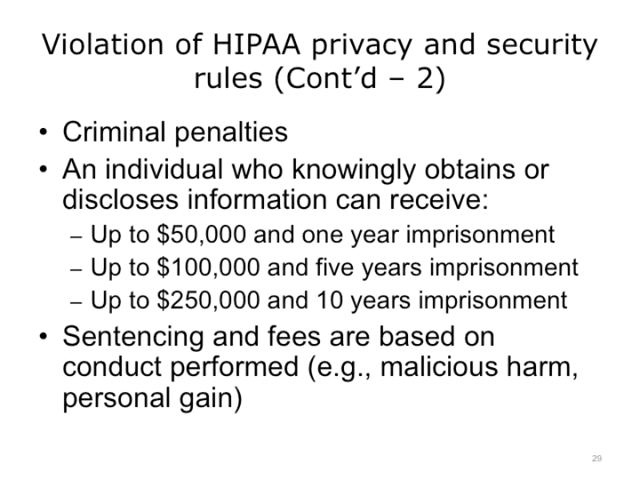 Violation of HIPAA privacy and security
rules (Cont’d – 2)
• Criminal penalties
• An individual who knowingly obtains or
discloses information can receive:
– Up to $50,000 and one year imprisonment
– Up to $100,000 and five years imprisonment
– Up to $250,000 and 10 years imprisonment
• Sentencing and fees are based on
conduct performed (e.g., malicious harm,
personal gain)
29